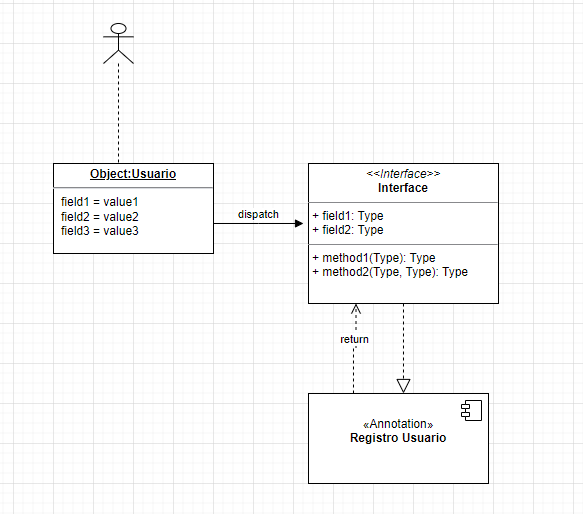 Object:Usuario
field1 = value1
field2 = value2
field3 = value3
dispatch
<<Interface>>
Interface
+ field1: Type
+ field2: Type
+ method1(Type): Type
+ method2(Type, Type): Type
return
«Annotation»
Registro Usuario